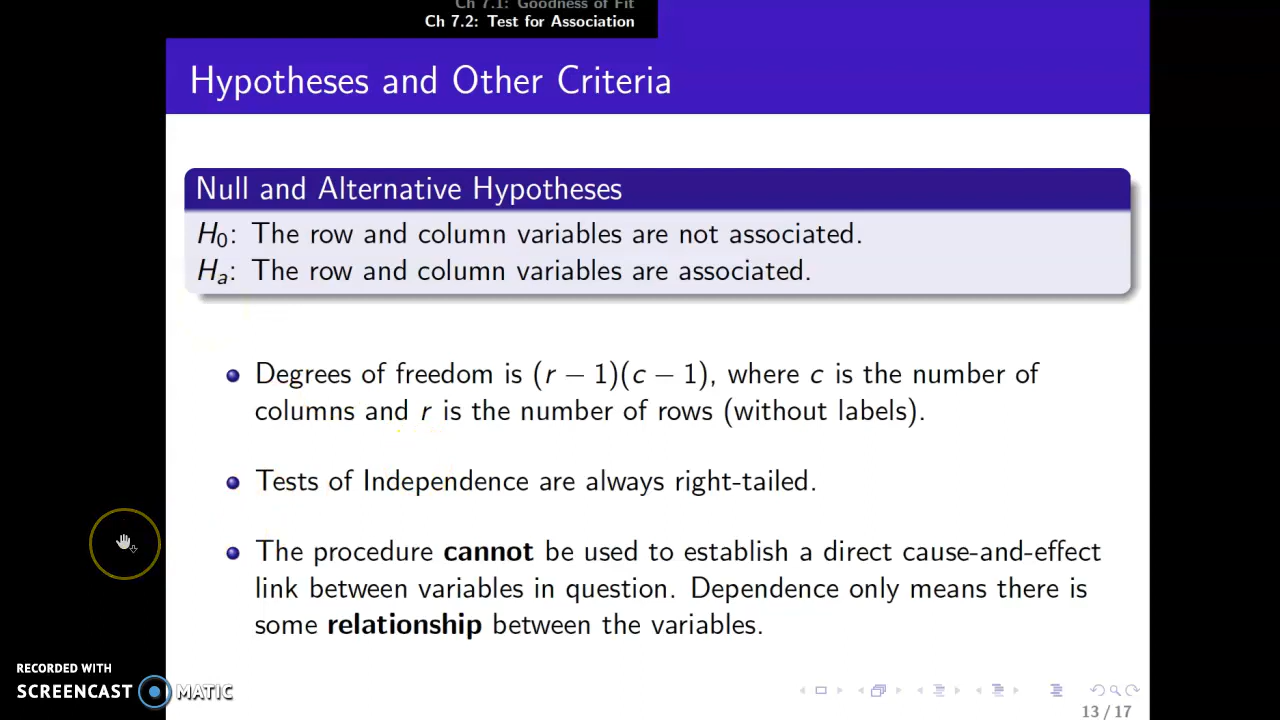 Ch 7.1: Goodness of Fit
Ch 7.2: Test for Association
Hypotheses and Other Criteria
Null and Alternative Hypotheses
H₀: The row and column variables are not associated.
Hₐ: The row and column variables are associated.
Degrees of freedom is (r − 1)(c − 1), where c is the number of
columns and r is the number of rows (without labels).
Tests of Independence are always right-tailed.
The procedure cannot be used to establish a direct cause-and-effect
link between variables in question. Dependence only means there is
some relationship between the variables.
RECORDED WITH
SCREENCAST MATIC
13 / 17